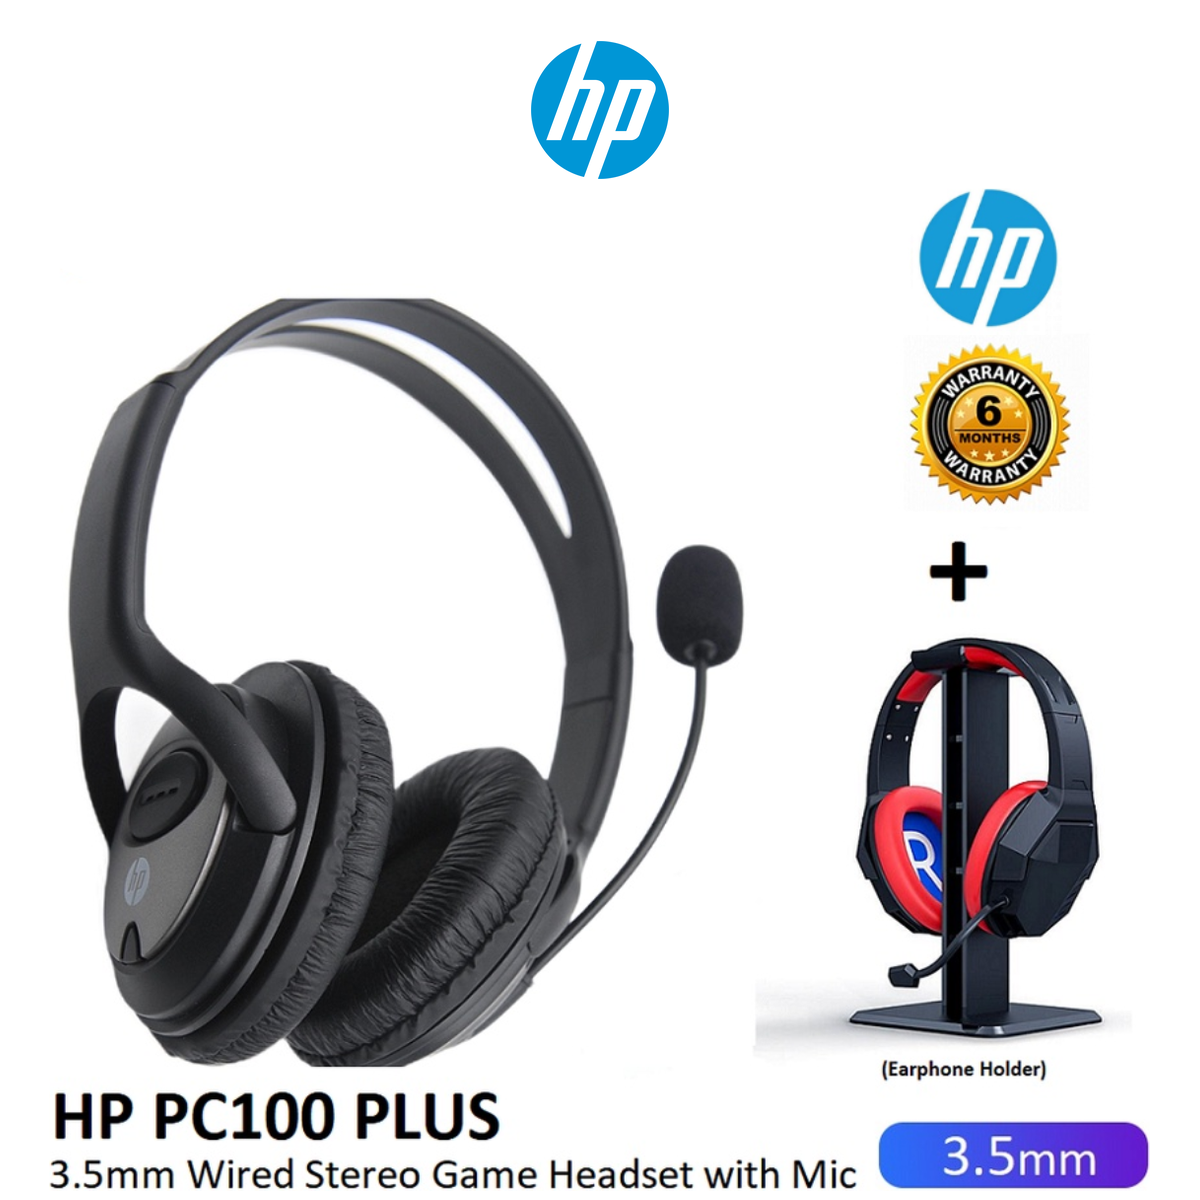 hp
hp
WARRANTY
6
MONTHS
WARRANTY
+
R
hp
(Earphone Holder)
HP PC100 PLUS
3.5mm Wired Stereo Game Headset with Mic
3.5mm